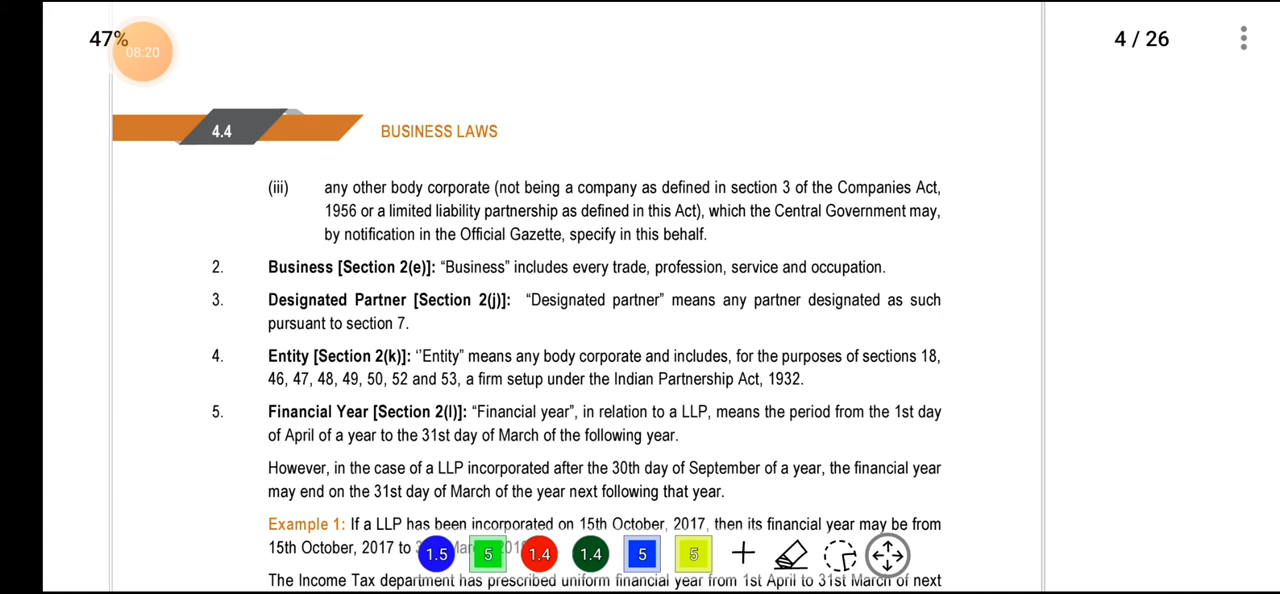 47%
08:20
4 / 26
4.4
BUSINESS LAWS
(iii) any other body corporate (not being a company as defined in section 3 of the Companies Act,
1956 or a limited liability partnership as defined in this Act), which the Central Government may,
by notification in the Official Gazette, specify in this behalf.
2. Business [Section 2(e)]: “Business” includes every trade, profession, service and occupation.
3. Designated Partner [Section 2(j)]: “Designated partner” means any partner designated as such
pursuant to section 7.
4. Entity [Section 2(k)]: ‘'Entity” means any body corporate and includes, for the purposes of sections 18,
46, 47, 48, 49, 50, 52 and 53, a firm setup under the Indian Partnership Act, 1932.
5. Financial Year [Section 2(l)]: “Financial year”, in relation to a LLP, means the period from the 1st day
of April of a year to the 31st day of March of the following year.
However, in the case of a LLP incorporated after the 30th day of September of a year, the financial year
may end on the 31st day of March of the year next following that year.
Example 1: If a LLP has been incorporated on 15th October, 2017, then its financial year may be from
15th October, 2017 to
1.5 5 1.4 1.4 5 5
The Income Tax department has prescribed uniform financial year from 1st April to 31st March of next